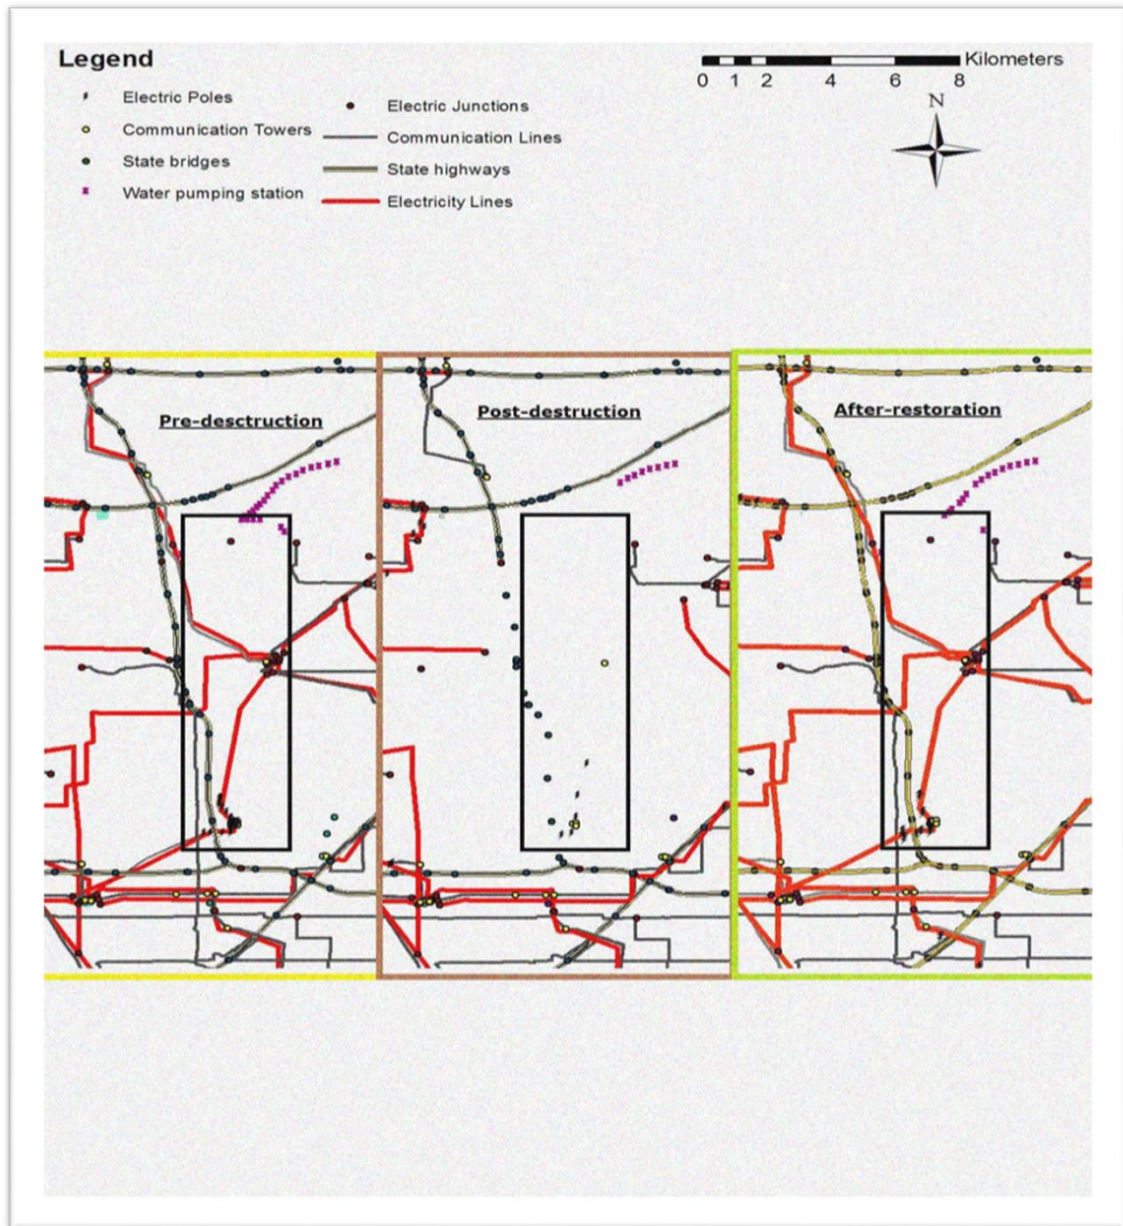 Legend
Electric Poles
Communication Towers
State bridges
Water pumping station
Electric Junctions
Communication Lines
State highways
Electricity Lines
Kilometers
0 1 2 4 6 8
N
Pre-desctruction
Post-destruction
After-restoration